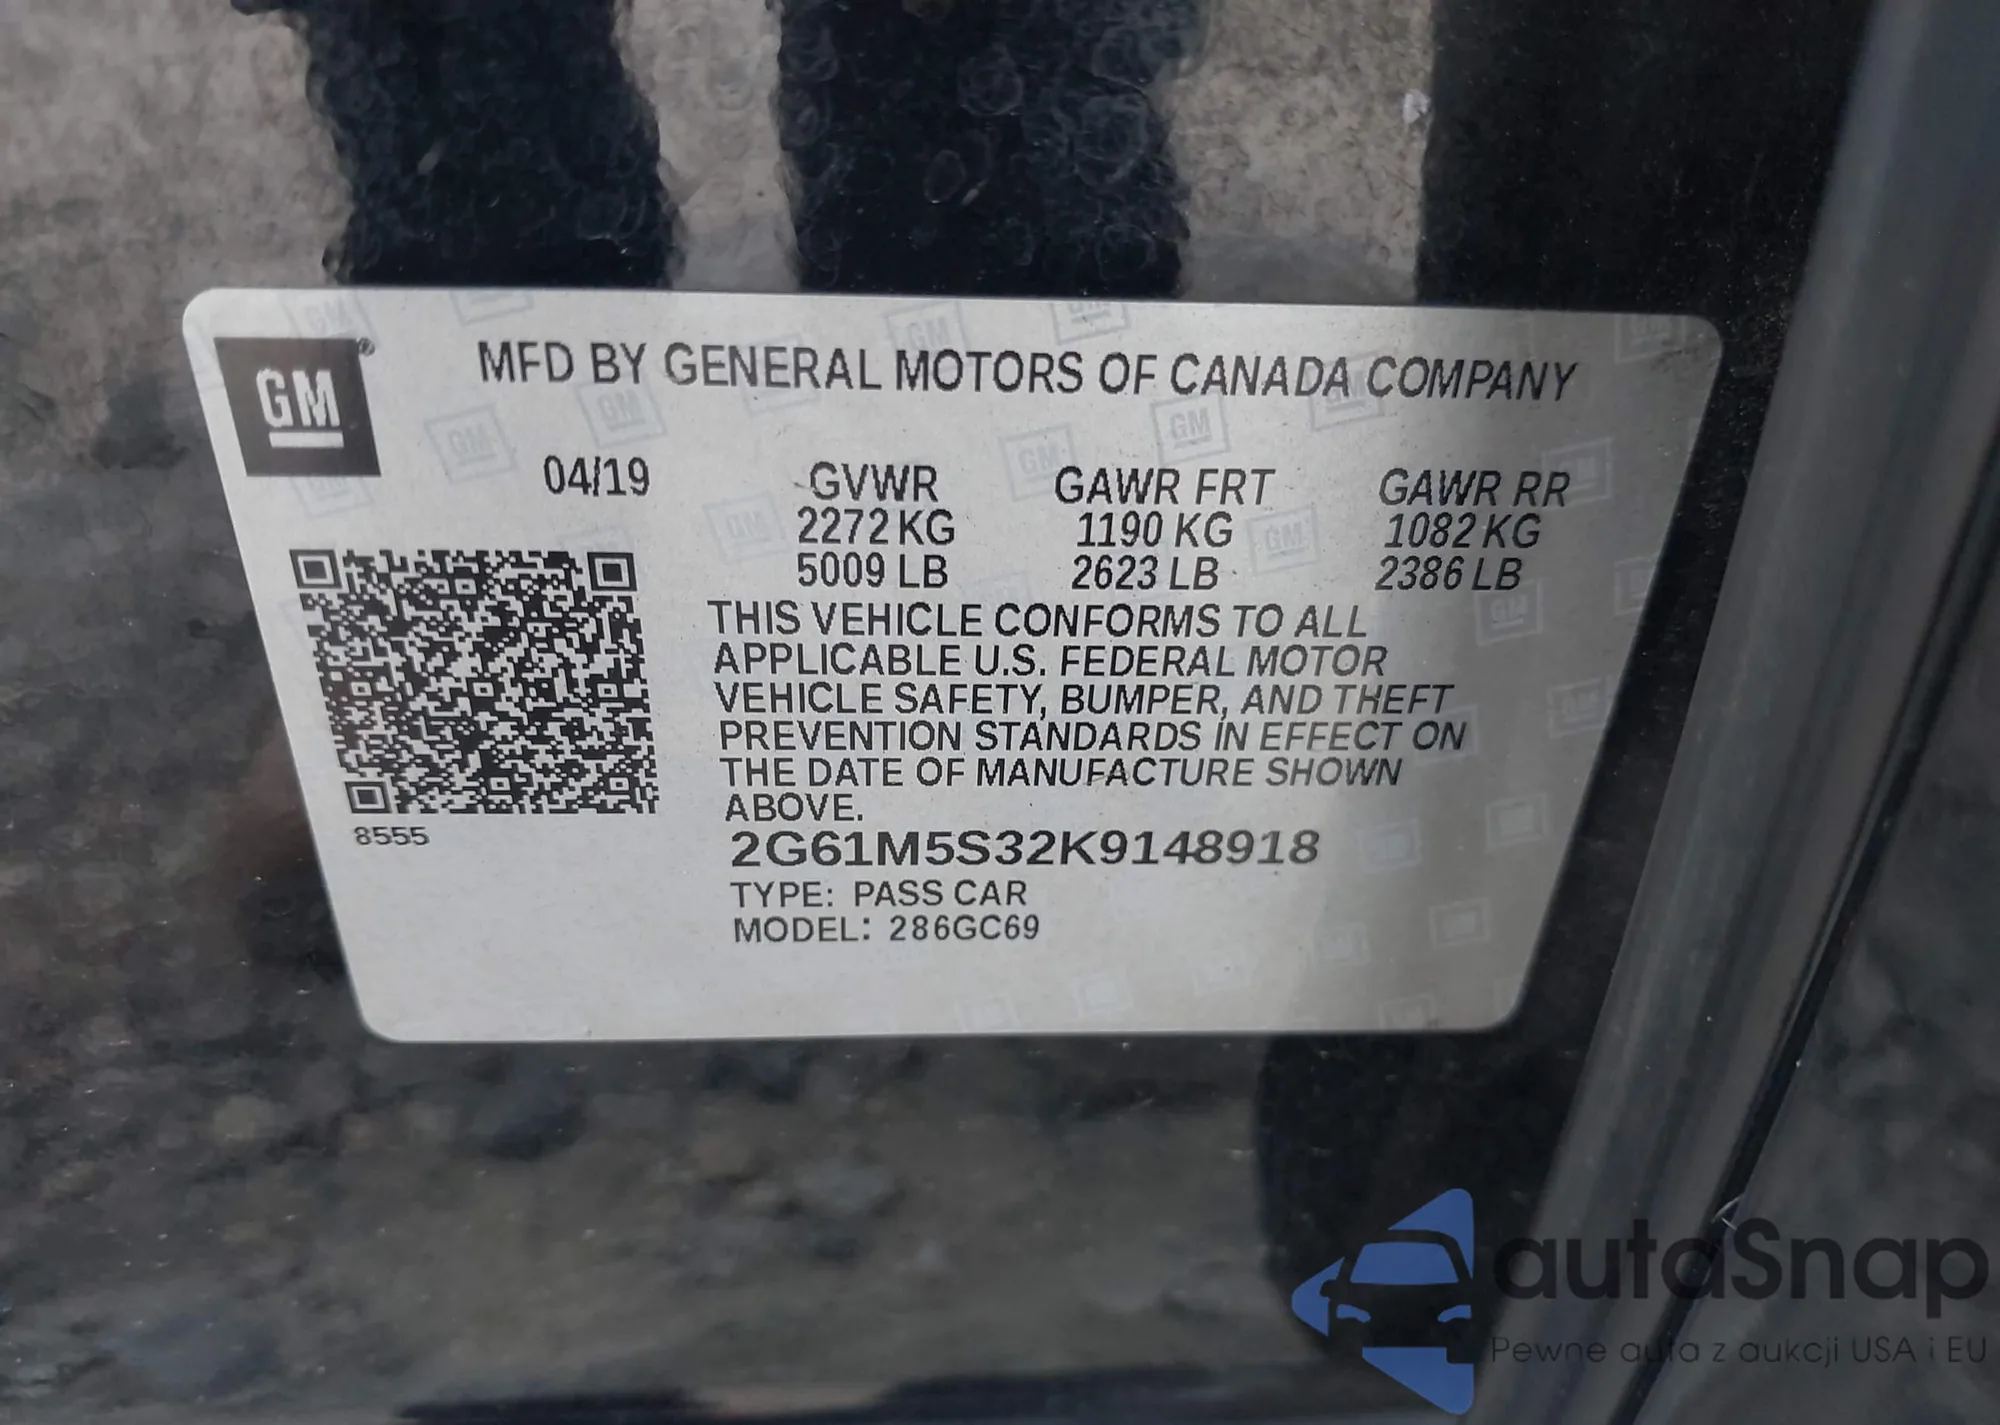 GM®
MFD BY GENERAL MOTORS OF CANADA COMPANY
04/19
GVWR GAWR FRT GAWR RR
2272 KG 1190 KG 1082 KG
5009 LB 2623 LB 2386 LB
THIS VEHICLE CONFORMS TO ALL
APPLICABLE U.S. FEDERAL MOTOR
VEHICLE SAFETY, BUMPER, AND THEFT
PREVENTION STANDARDS IN EFFECT ON
THE DATE OF MANUFACTURE SHOWN
ABOVE.
8555
2G61M5S32K9148918
TYPE: PASS CAR
MODEL: 286GC69
autaSnap
Pewne auta z aukcji USA i EU